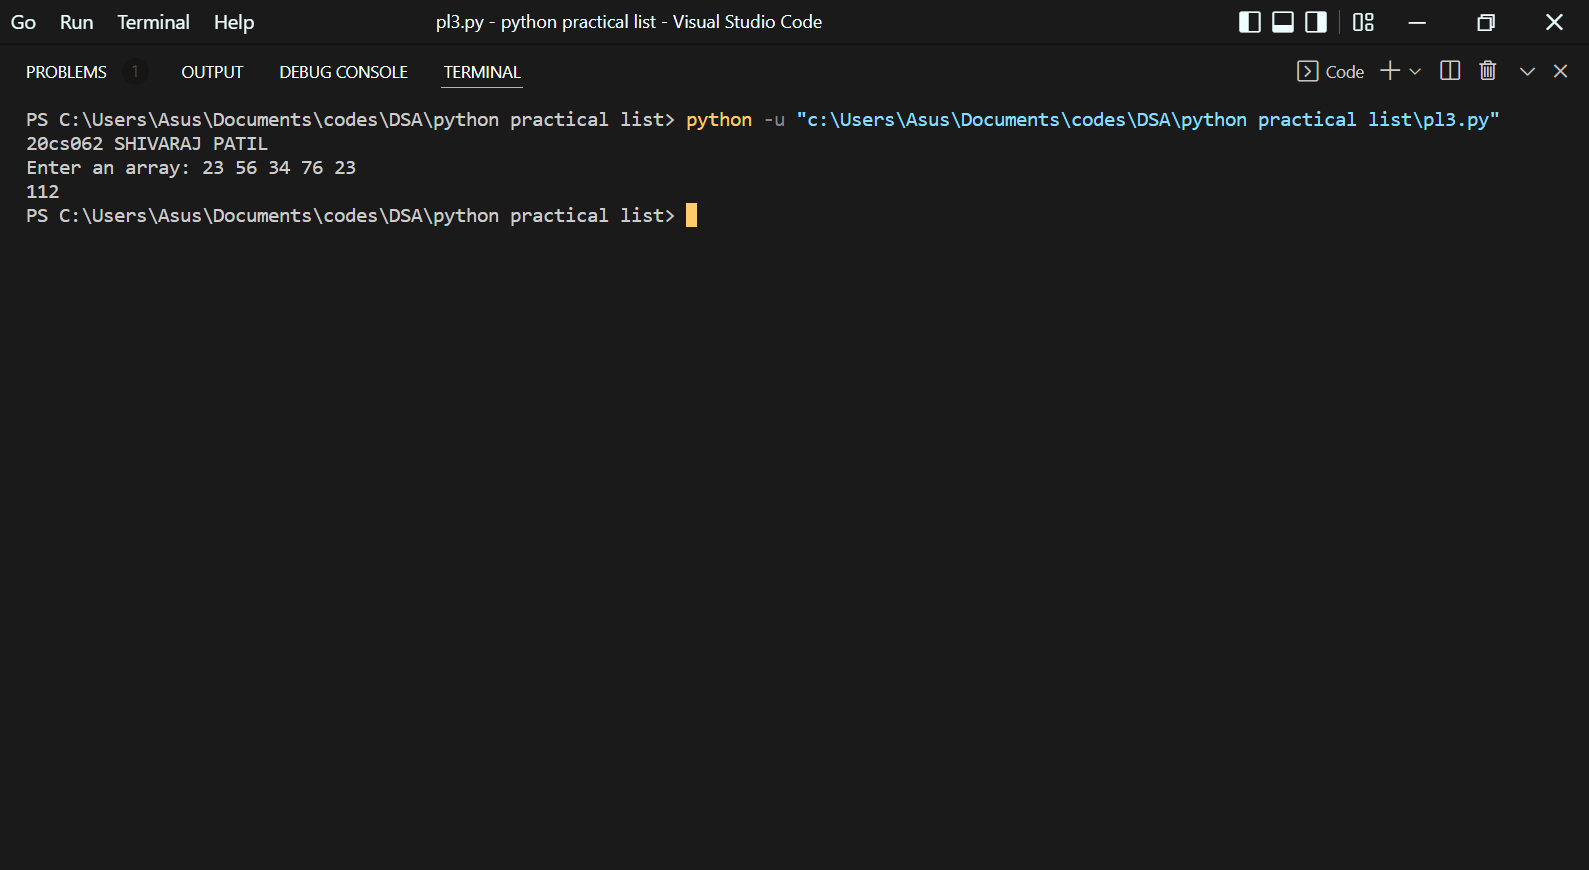 Go Run Terminal Help pl3.py - python practical list - Visual Studio Code
PROBLEMS 1 OUTPUT DEBUG CONSOLE TERMINAL Code
PS C:\Users\Asus\Documents\codes\DSA\python practical list> python -u "c:\Users\Asus\Documents\codes\DSA\python practical list\pl3.py"
20cs062 SHIVARAJ PATIL
Enter an array: 23 56 34 76 23
112
PS C:\Users\Asus\Documents\codes\DSA\python practical list>